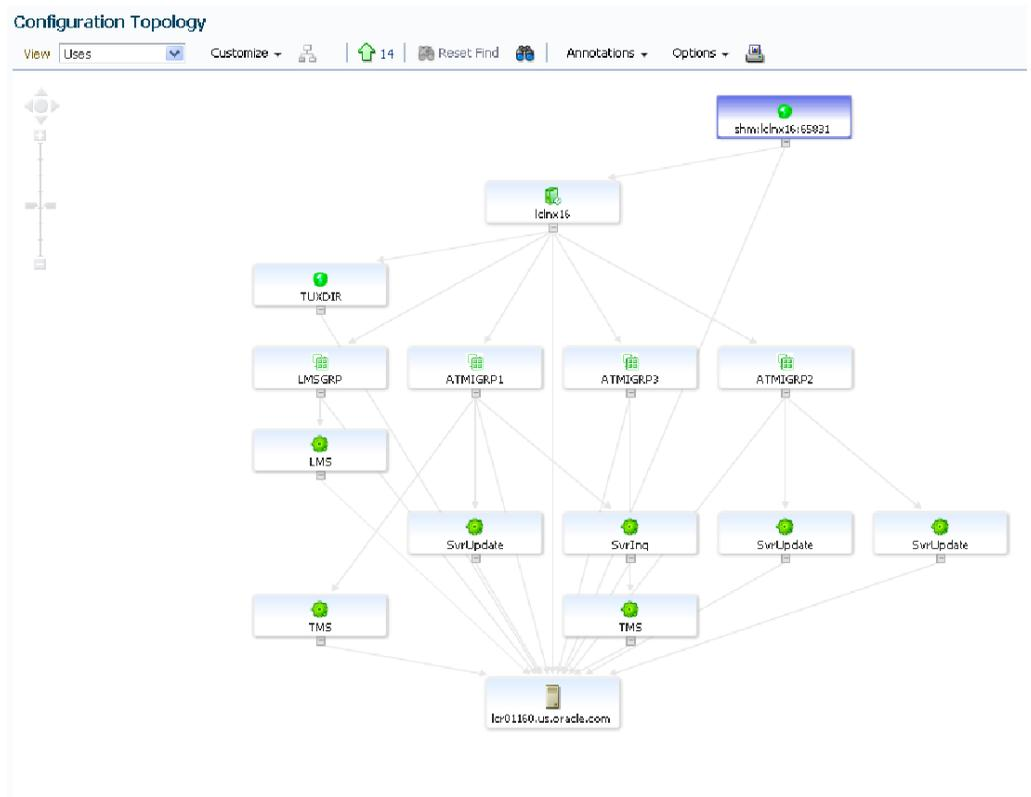 Configuration Topology
View Uses Customize 14 Reset Find Annotations Options
shm:lclnx16:65831
lclnx16
TUXDIR
LMSGRP ATMIGRP1 ATMIGRP3 ATMIGRP2
LMS
SvrUpdate SvrInq SvrUpdate SvrUpdate
TMS TMS
lcr01160.us.oracle.com